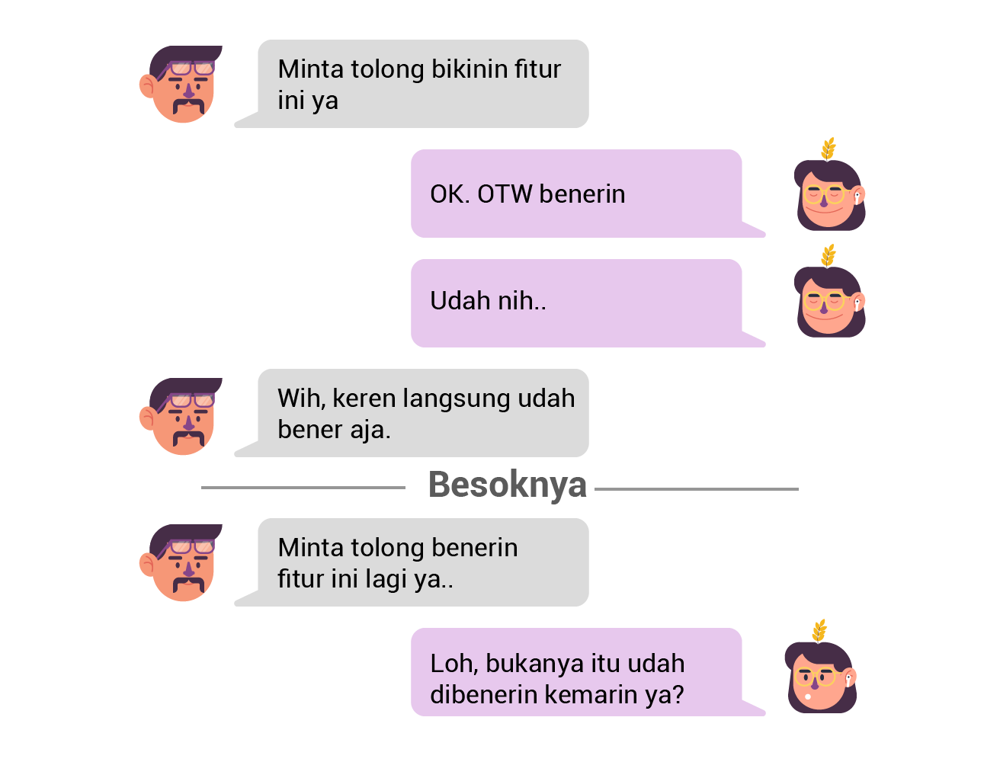 Minta tolong bikinin fitur
ini ya
OK. OTW benerin
Udah nih..
Wih, keren langsung udah
bener aja.
Besoknya
Minta tolong benerin
fitur ini lagi ya..
Loh, bukanya itu udah
dibenerin kemarin ya?